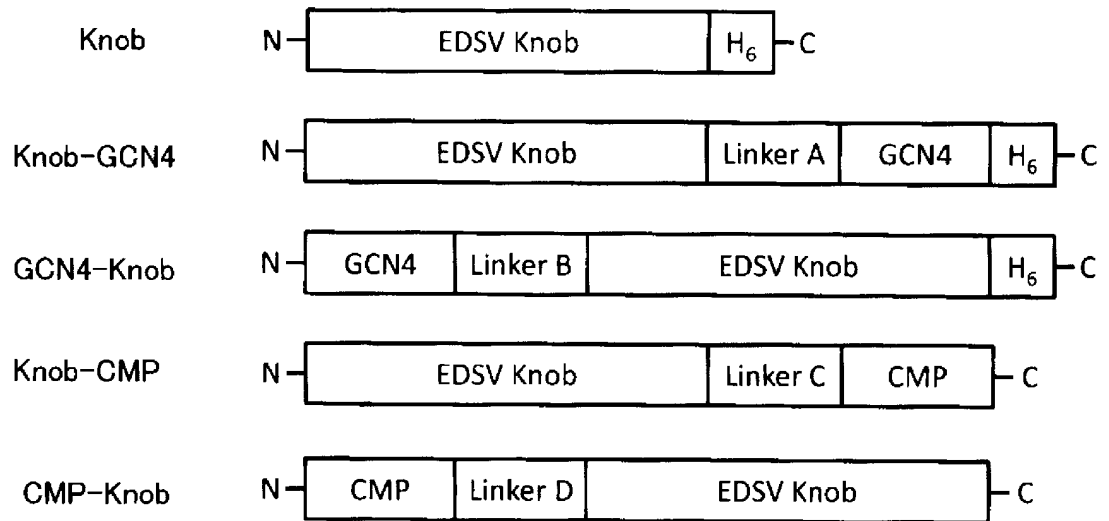 Knob N EDSV Knob H₆ C
Knob-GCN4 N EDSV Knob Linker A GCN4 H₆ C
GCN4-Knob N GCN4 Linker B EDSV Knob H₆ C
Knob-CMP N EDSV Knob Linker C CMP C
CMP-Knob N CMP Linker D EDSV Knob C